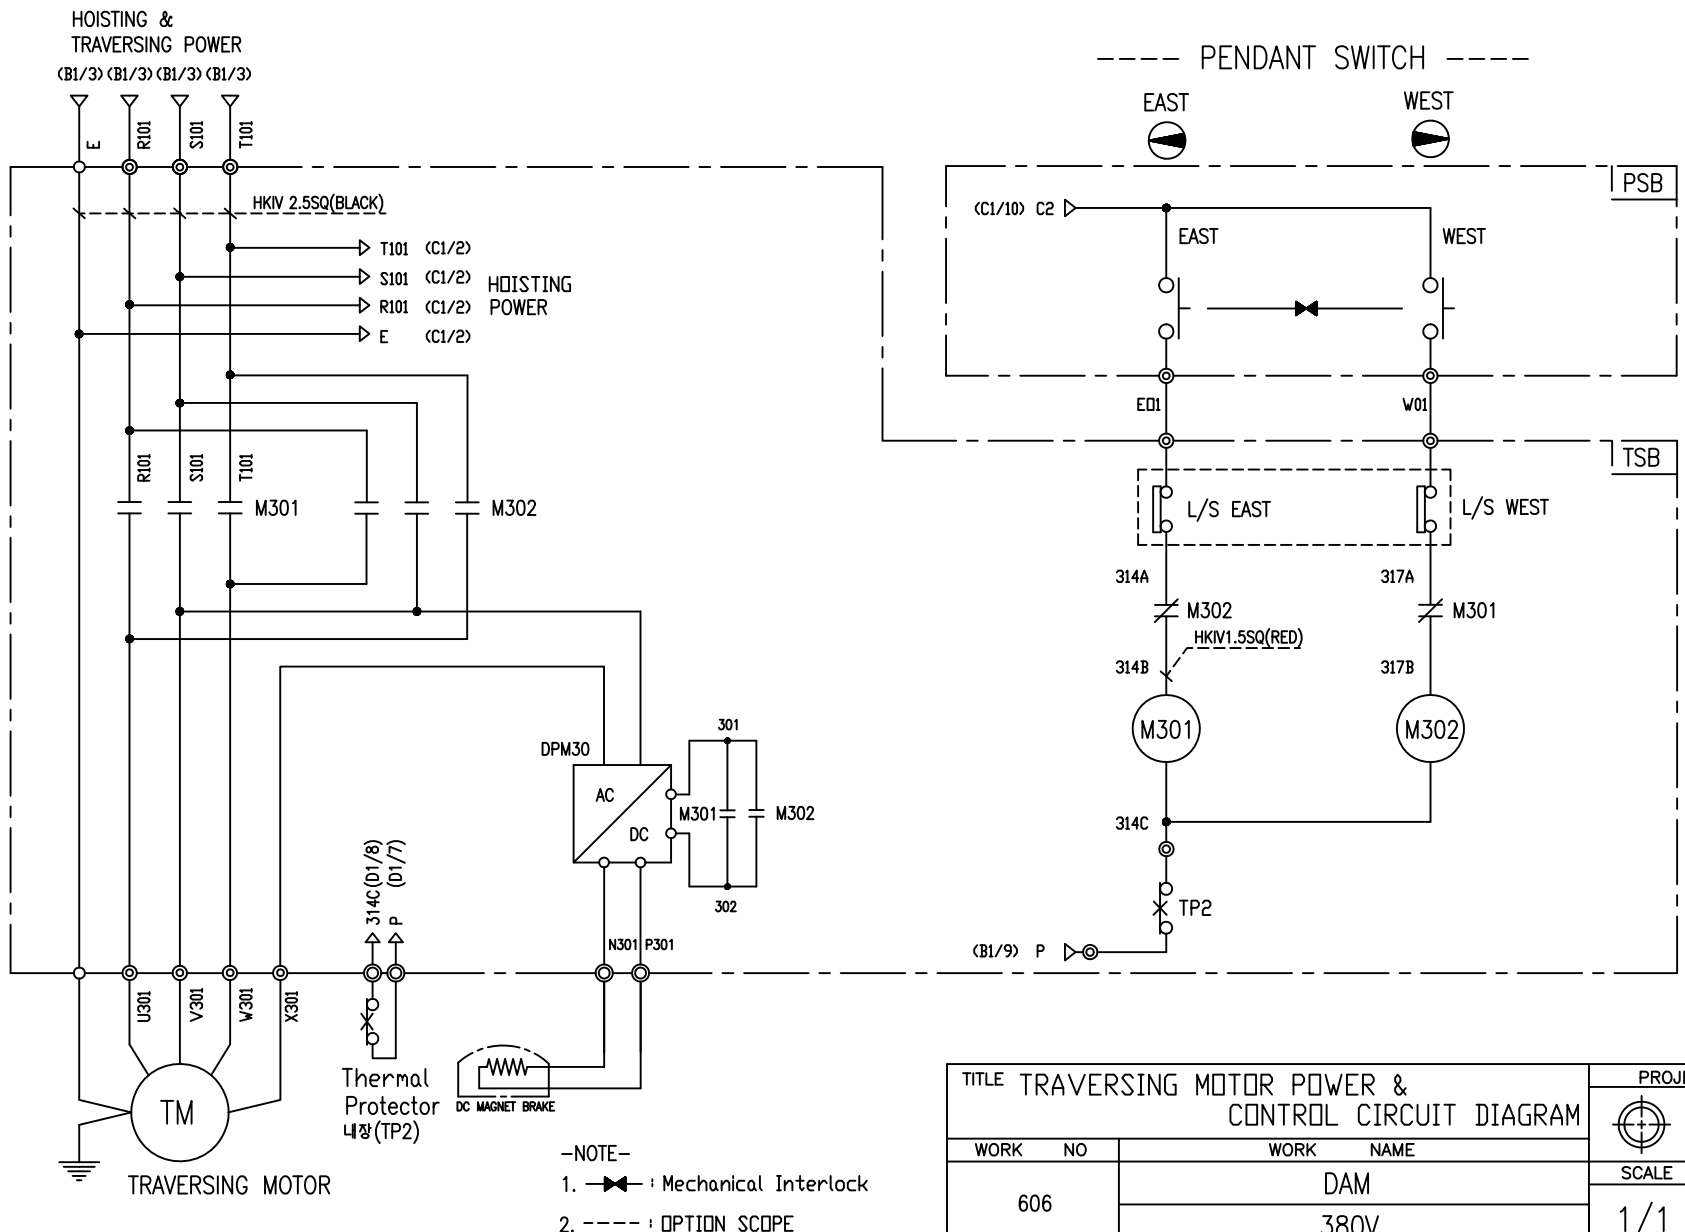 HOISTING &
TRAVERSING POWER
(B1/3) (B1/3) (B1/3) (B1/3)
E
R101
S101
T101
HKIV 2.5SQ(BLACK)
T101 (C1/2)
S101 (C1/2)
R101 (C1/2)
E (C1/2)
HOISTING
POWER
R101
S101
T101
M301
M302
DPM30
AC
DC
301
M301
M302
302
314C(D1/8)
P (D1/7)
N301
P301
U301
V301
W301
X301
TM
TRAVERSING MOTOR
Thermal
Protector
내장(TP2)
DC MAGNET BRAKE
-NOTE-
1. : Mechanical Interlock
2. ---- : OPTION SCOPE
---- PENDANT SWITCH ----
EAST
WEST
PSB
(C1/10) C2
EAST
WEST
E01
W01
TSB
L/S EAST
L/S WEST
314A
317A
M302
M301
HKIV1.5SQ(RED)
314B
317B
M301
M302
314C
TP2
(B1/9) P
TITLE TRAVERSING MOTOR POWER &
CONTROL CIRCUIT DIAGRAM
PROJE
WORK NO
WORK NAME
SCALE
606
DAM
380V
1/1